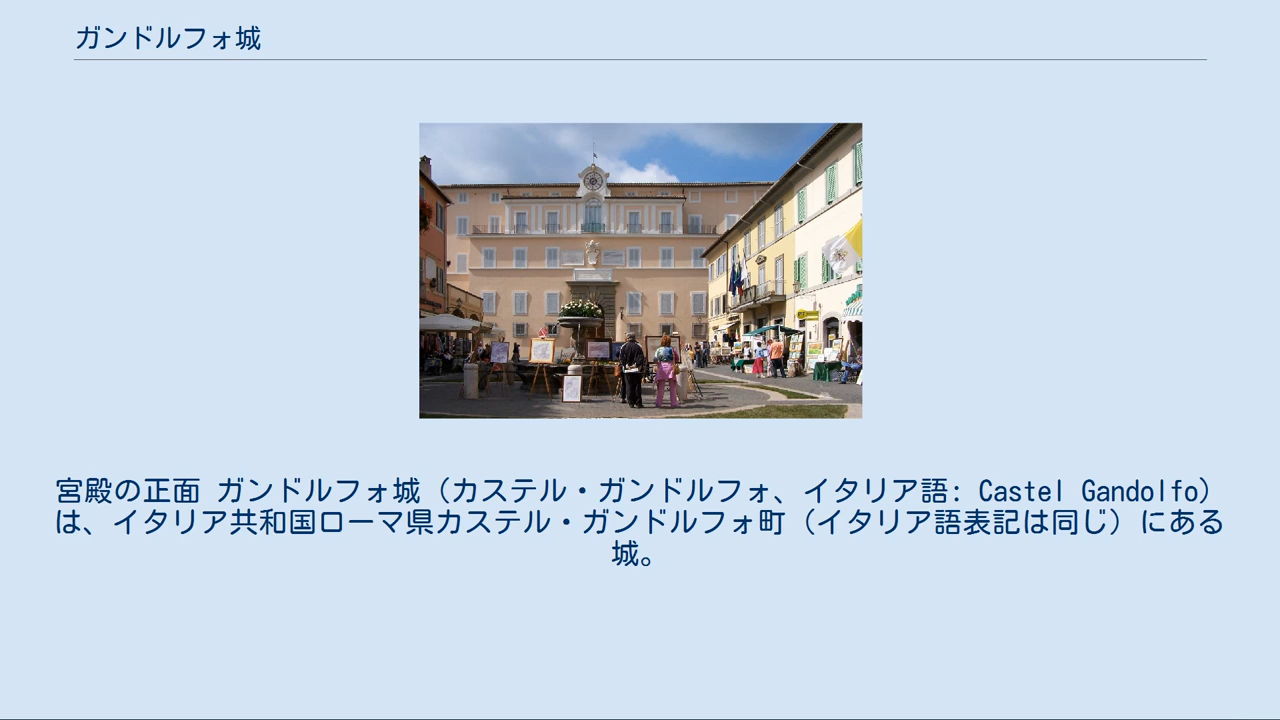 ガンドルフォ城
宮殿の正面 ガンドルフォ城（カステル・ガンドルフォ、イタリア語: Castel Gandolfo）
は、イタリア共和国ローマ県カステル・ガンドルフォ町（イタリア語表記は同じ）にある
城。